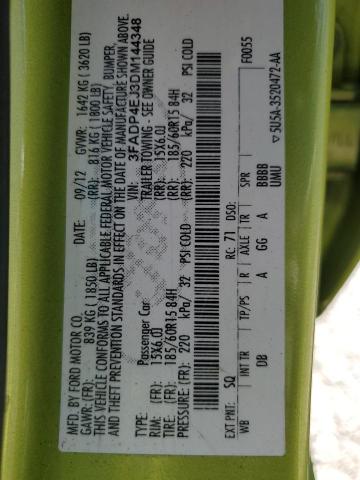 MFD. BY FORD MOTOR CO.
DATE: 09/12 GVWR: 1642 KG ( 3620 LB)
GAWR: (FR): 839 KG (1850 LB) (RR): 816 KG (1800 LB)
THIS VEHICLE CONFORMS TO ALL APPLICABLE FEDERAL MOTOR VEHICLE SAFETY, BUMPER,
AND THEFT PREVENTION STANDARDS IN EFFECT ON THE DATE OF MANUFACTURE SHOWN ABOVE.
VIN: 3FADP4EJ3DM144348
TYPE: Passenger Car TRAILER TOWING - SEE OWNER GUIDE
RIM: (FR): 15X6.0J (RR): 15X6.0J
TIRE: (FR): 185/60R15 84H (RR): 185/60R15 84H
PRESSURE: (FR): 220 kPa/ 32 PSI COLD (RR): 220 kPa/ 32 PSI COLD
EXT PNT: SQ RC: 71 DSO: F0055
WB INT TR TP/PS R AXLE TR SPR
DB A GG A BBBB
UMU
5U5A-3520472-AA